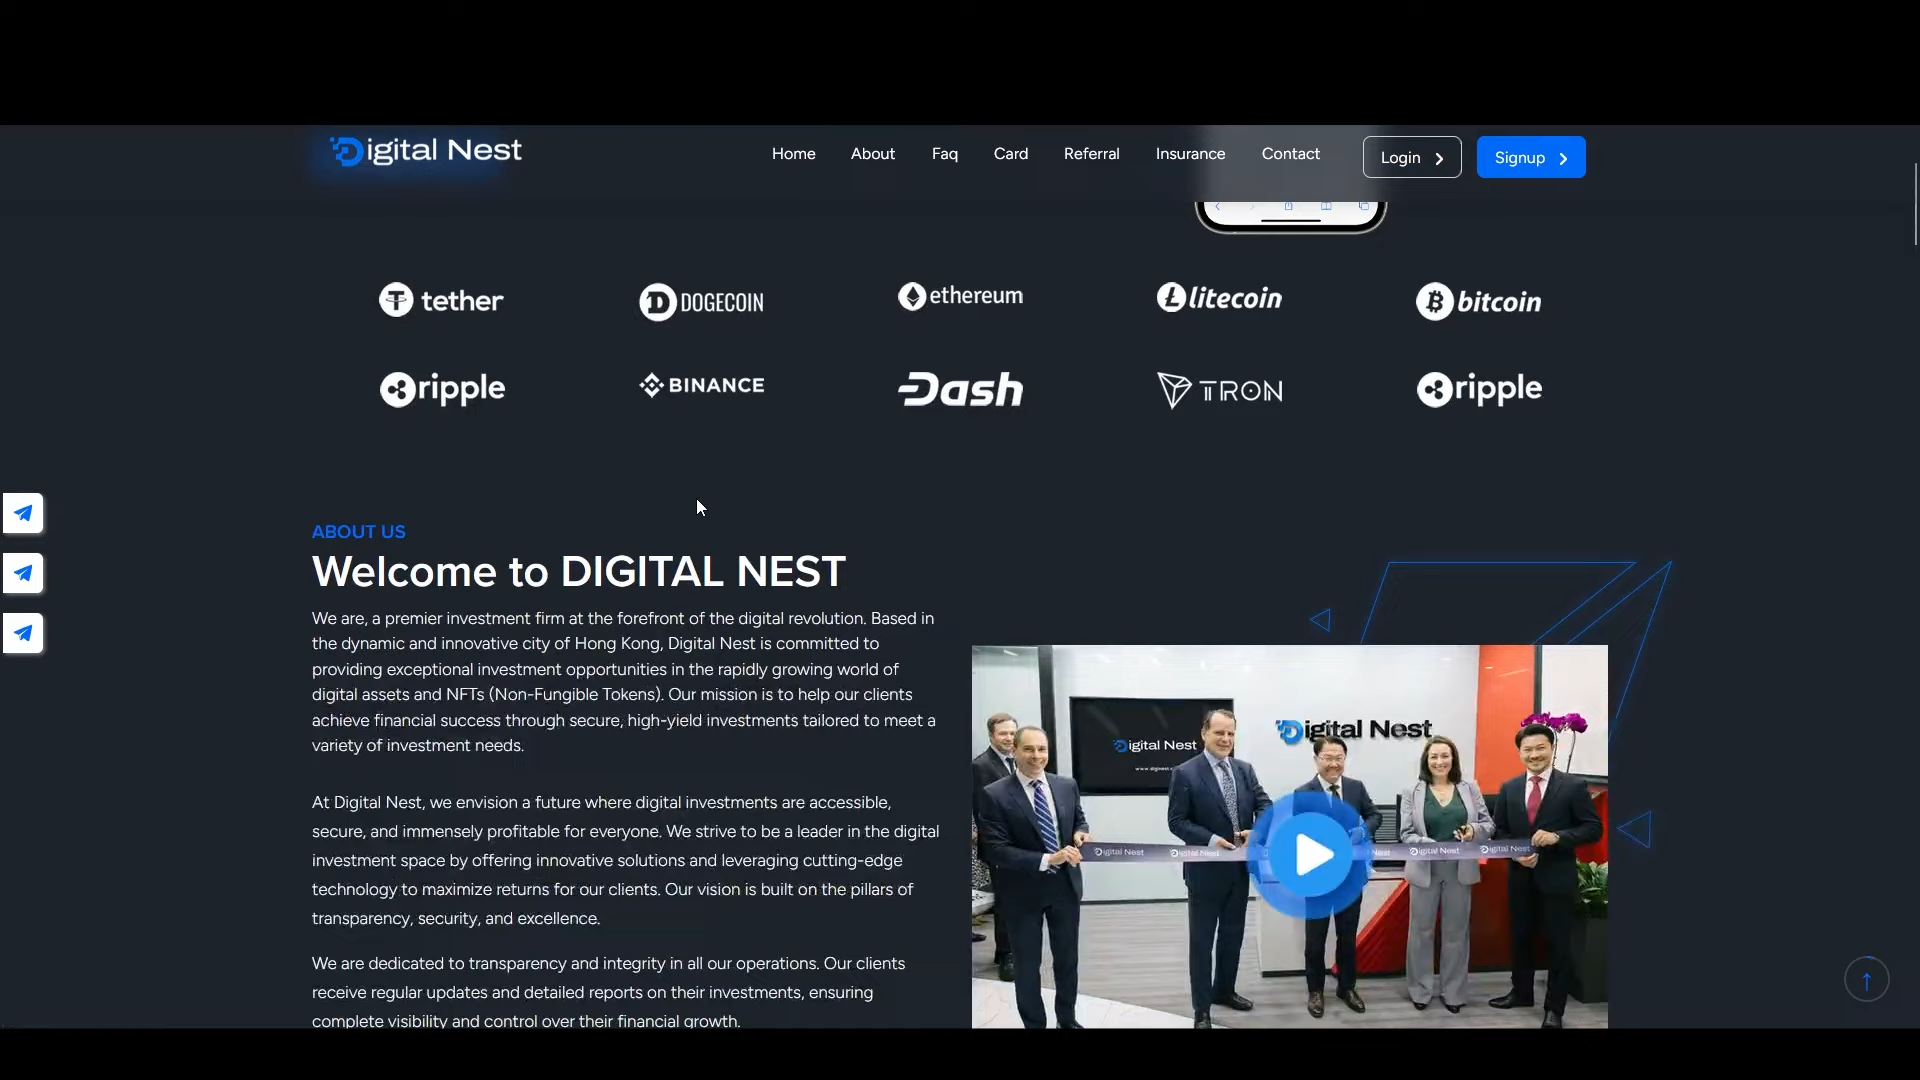 Digital Nest
Home About Faq Card Referral Insurance Contact Login Signup
tether DOGECOIN ethereum litecoin bitcoin
ripple BINANCE Dash TRON ripple
ABOUT US
Welcome to DIGITAL NEST
We are, a premier investment firm at the forefront of the digital revolution. Based in
the dynamic and innovative city of Hong Kong, Digital Nest is committed to
providing exceptional investment opportunities in the rapidly growing world of
digital assets and NFTs (Non-Fungible Tokens). Our mission is to help our clients
achieve financial success through secure, high-yield investments tailored to meet a
variety of investment needs.
At Digital Nest, we envision a future where digital investments are accessible,
secure, and immensely profitable for everyone. We strive to be a leader in the digital
investment space by offering innovative solutions and leveraging cutting-edge
technology to maximize returns for our clients. Our vision is built on the pillars of
transparency, security, and excellence.
We are dedicated to transparency and integrity in all our operations. Our clients
receive regular updates and detailed reports on their investments, ensuring
complete visibility and control over their financial growth.
Digital Nest
Digital Nest
Digital Nest Digital Nest Nest Digital Nest Digital Nest